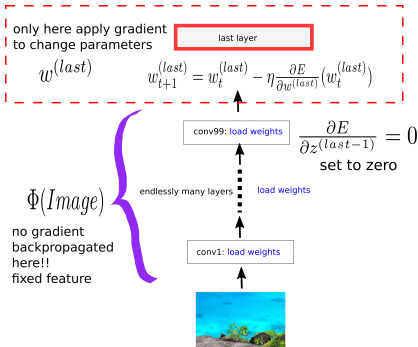 only here apply gradient
to change parameters
last layer
w^{(last)}
w_{t+1}^{(last)} = w_t^{(last)} − η ∂E/∂w^{(last)} (w_t^{(last)})
conv99: load weights
∂E/∂z^{(last−1)} = 0
set to zero
endlessly many layers
load weights
Φ(Image)
no gradient
backpropagated
here!!
fixed feature
conv1: load weights